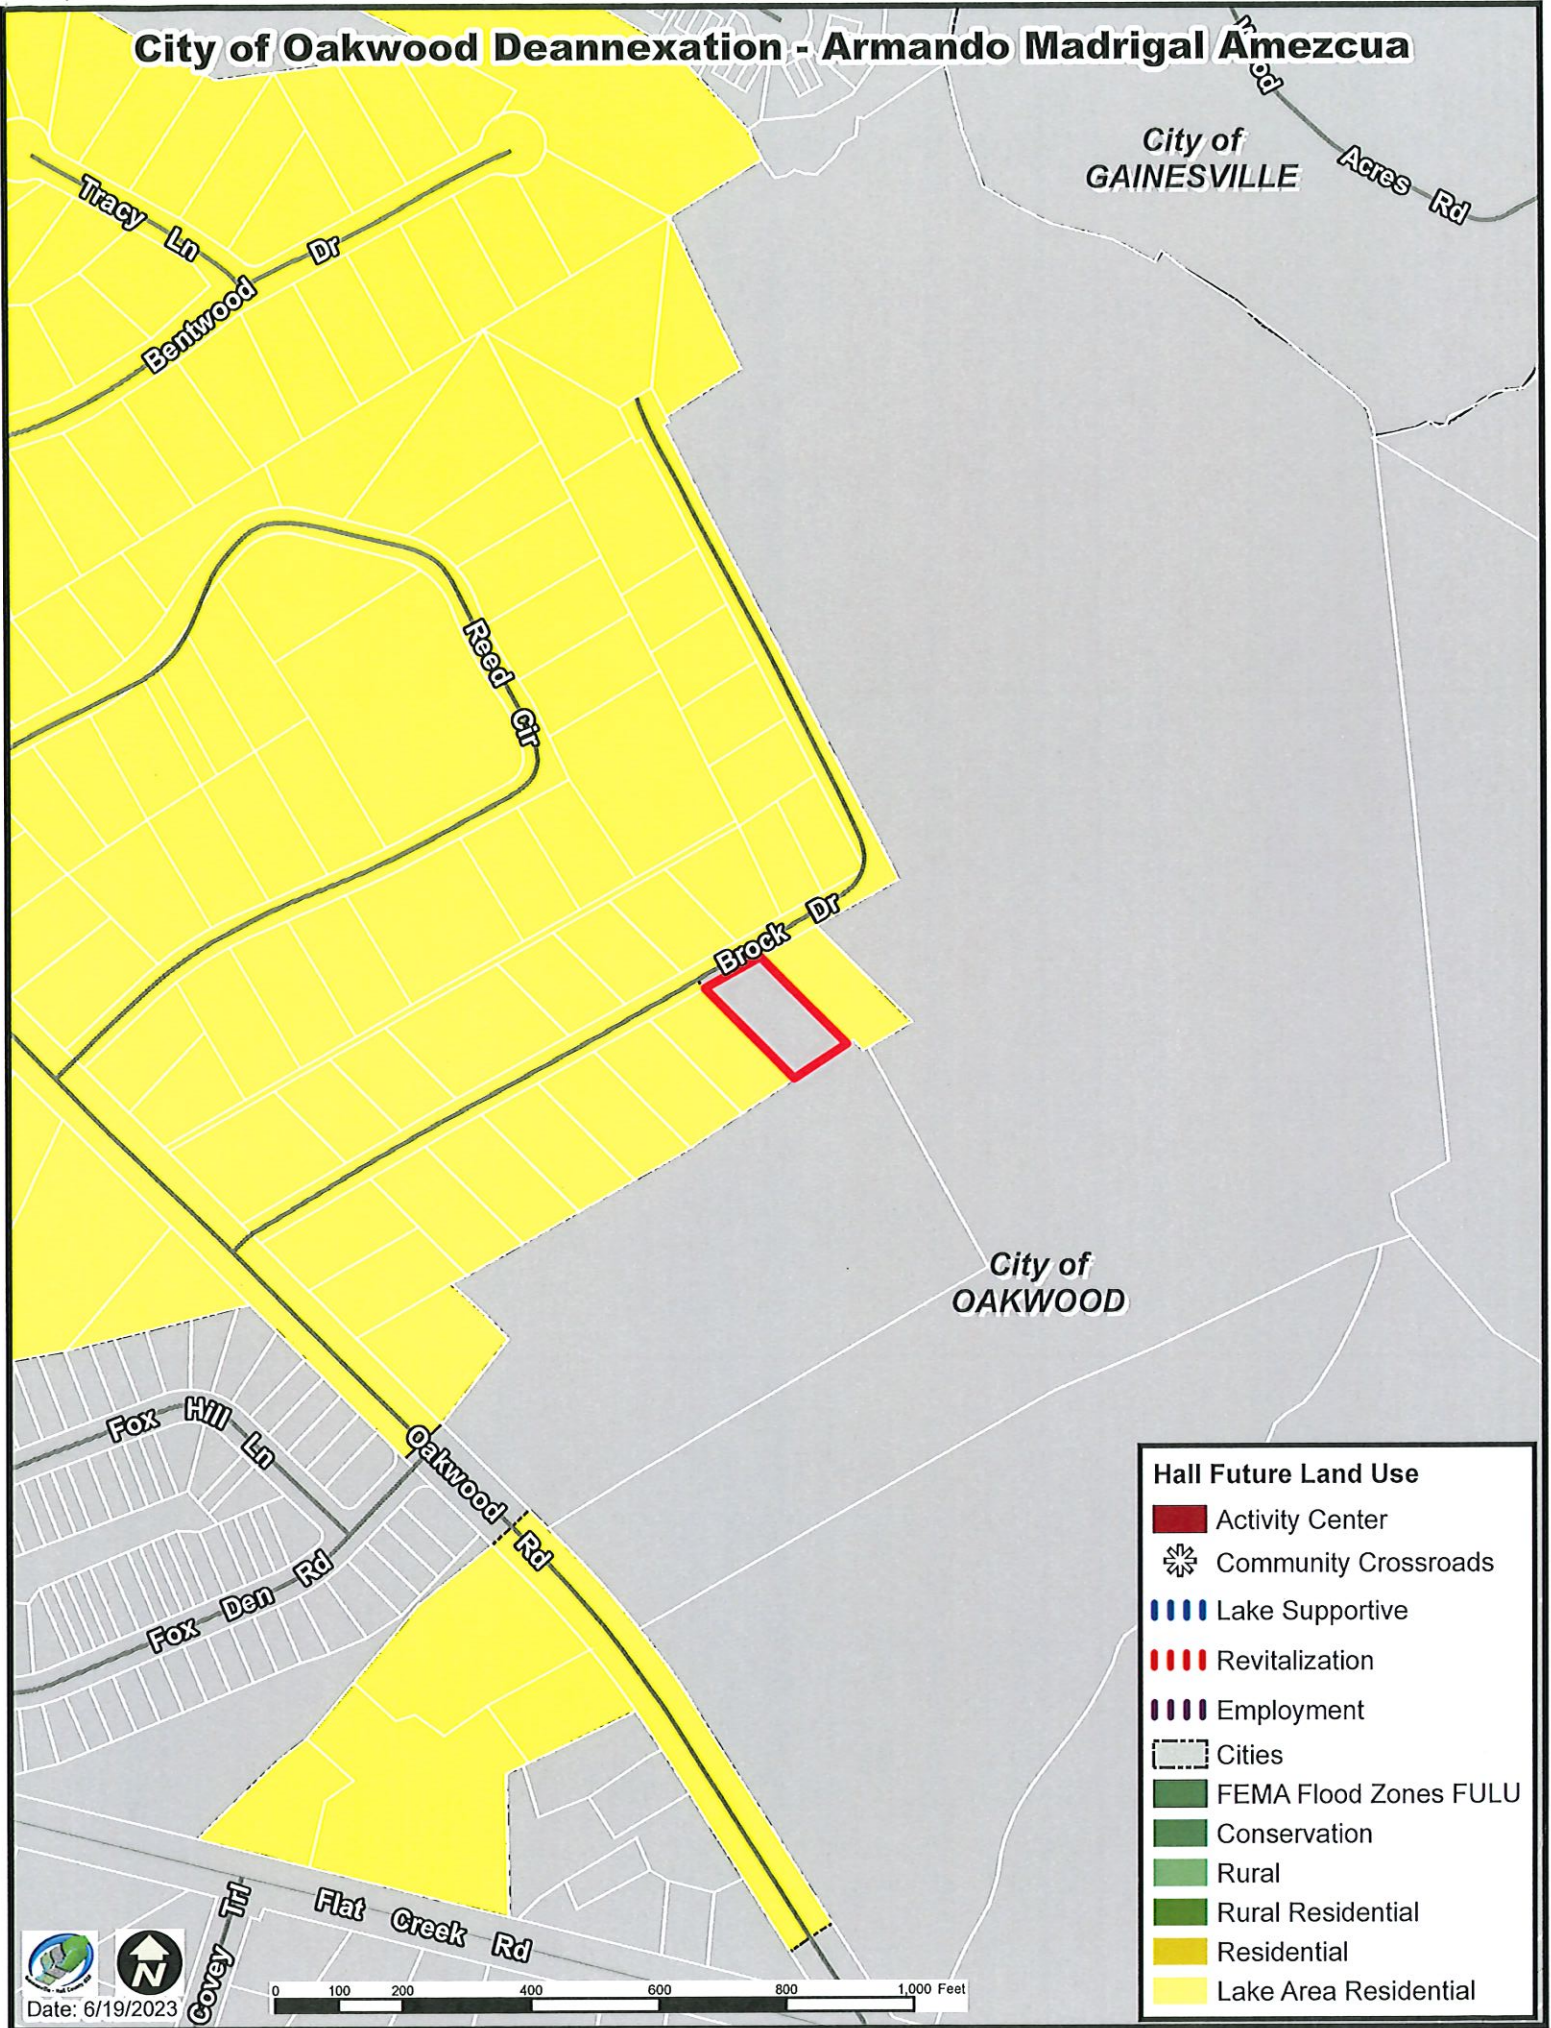 City of Oakwood Deannexation - Armando Madrigal Amezcua
City of
GAINESVILLE
Acres Rd
Tracy Ln
Bentwood Dr
Reed Cir
Brock Dr
City of
OAKWOOD
Fox Hill Ln
Oakwood Rd
Fox Den Rd
Flat Creek Rd
Covey Trl
Hall Future Land Use
Activity Center
Community Crossroads
Lake Supportive
Revitalization
Employment
Cities
FEMA Flood Zones FULU
Conservation
Rural
Rural Residential
Residential
Lake Area Residential
N
Date: 6/19/2023
0 100 200 400 600 800 1,000 Feet